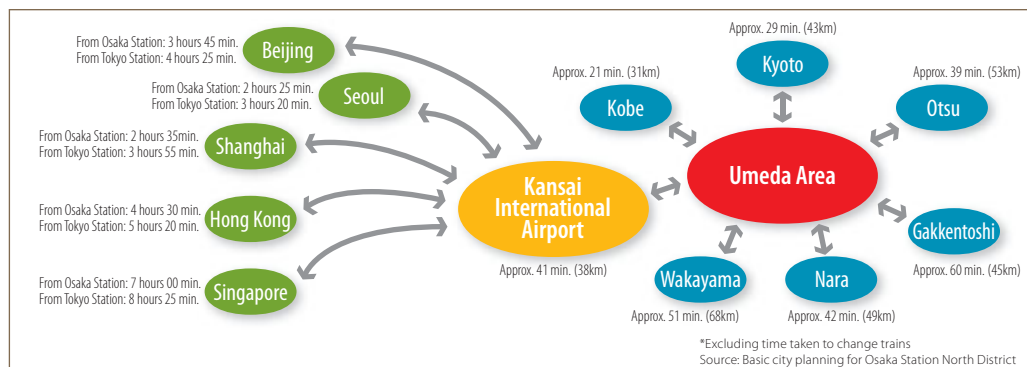 From Osaka Station: 3 hours 45 min.
From Tokyo Station: 4 hours 25 min.
Beijing
From Osaka Station: 2 hours 25 min.
From Tokyo Station: 3 hours 20 min.
Seoul
From Osaka Station: 2 hours 35min.
From Tokyo Station: 3 hours 55 min.
Shanghai
From Osaka Station: 4 hours 30 min.
From Tokyo Station: 5 hours 20 min.
Hong Kong
From Osaka Station: 7 hours 00 min.
From Tokyo Station: 8 hours 25 min.
Singapore
Kansai
International
Airport
Approx. 41 min. (38km)
Approx. 21 min. (31km)
Kobe
Approx. 29 min. (43km)
Kyoto
Approx. 39 min. (53km)
Otsu
Umeda Area
Gakkentoshi
Approx. 60 min. (45km)
Wakayama
Approx. 51 min. (68km)
Nara
Approx. 42 min. (49km)
*Excluding time taken to change trains
Source: Basic city planning for Osaka Station North District